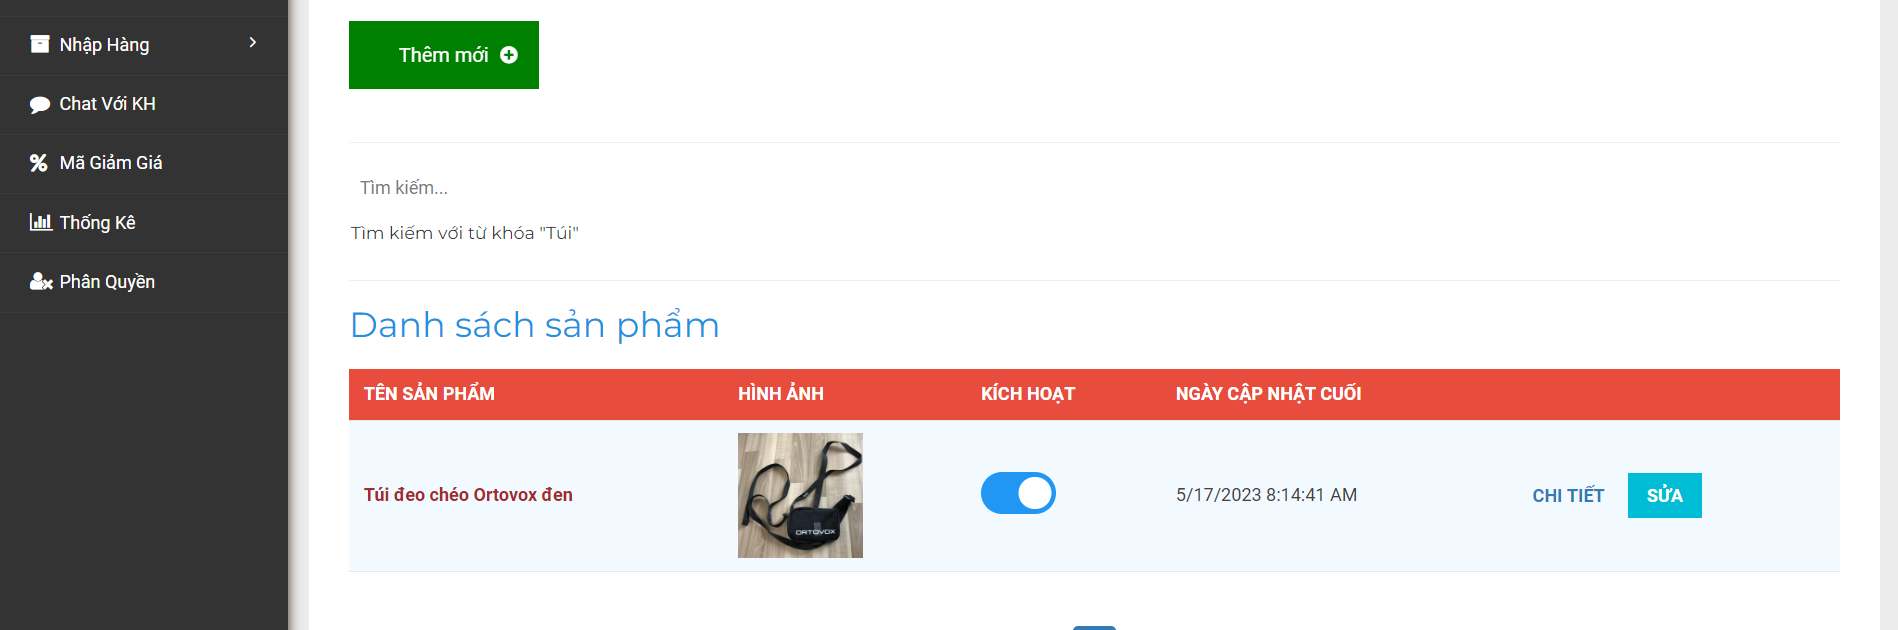 Nhập Hàng
Chat Với KH
Mã Giảm Giá
Thống Kê
Phân Quyền
Thêm mới
Tìm kiếm...
Tìm kiếm với từ khóa "Túi"
Danh sách sản phẩm
TÊN SẢN PHẨM HÌNH ẢNH KÍCH HOẠT NGÀY CẬP NHẬT CUỐI
Túi đeo chéo Ortovox đen ORTOVOX 5/17/2023 8:14:41 AM CHI TIẾT SỬA